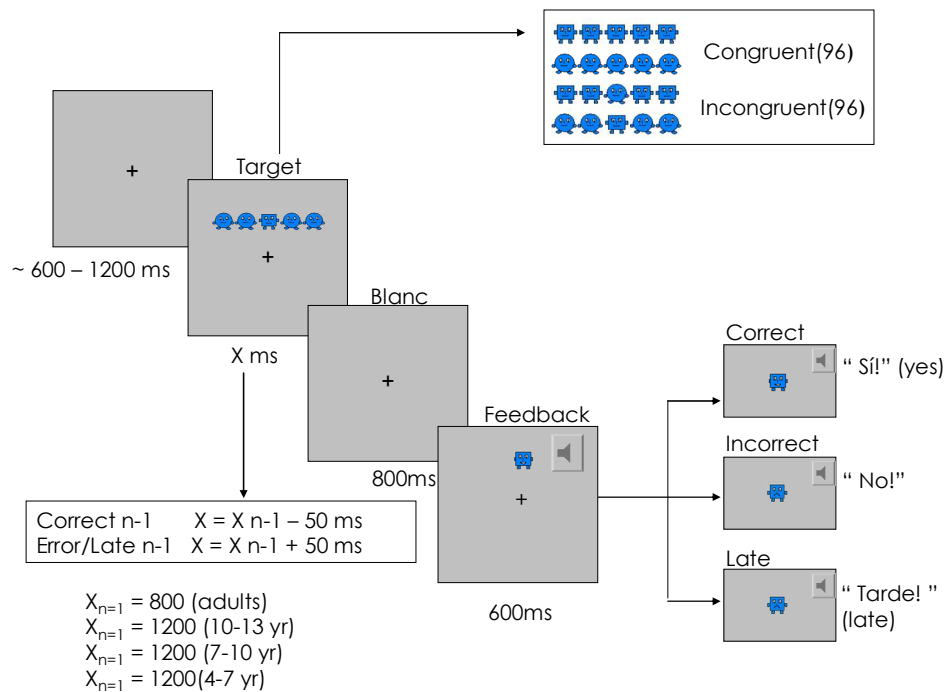 Congruent(96)
Incongruent(96)
+
~ 600 – 1200 ms
Target
+
X ms
Blanc
+
800ms
Feedback
+
600ms
Correct
“ Sí!” (yes)
Incorrect
“ No!”
Late
“ Tarde! ”
(late)
Correct n-1 X = X n-1 – 50 ms
Error/Late n-1 X = X n-1 + 50 ms
Xn=1 = 800 (adults)
Xn=1 = 1200 (10-13 yr)
Xn=1 = 1200 (7-10 yr)
Xn=1 = 1200(4-7 yr)